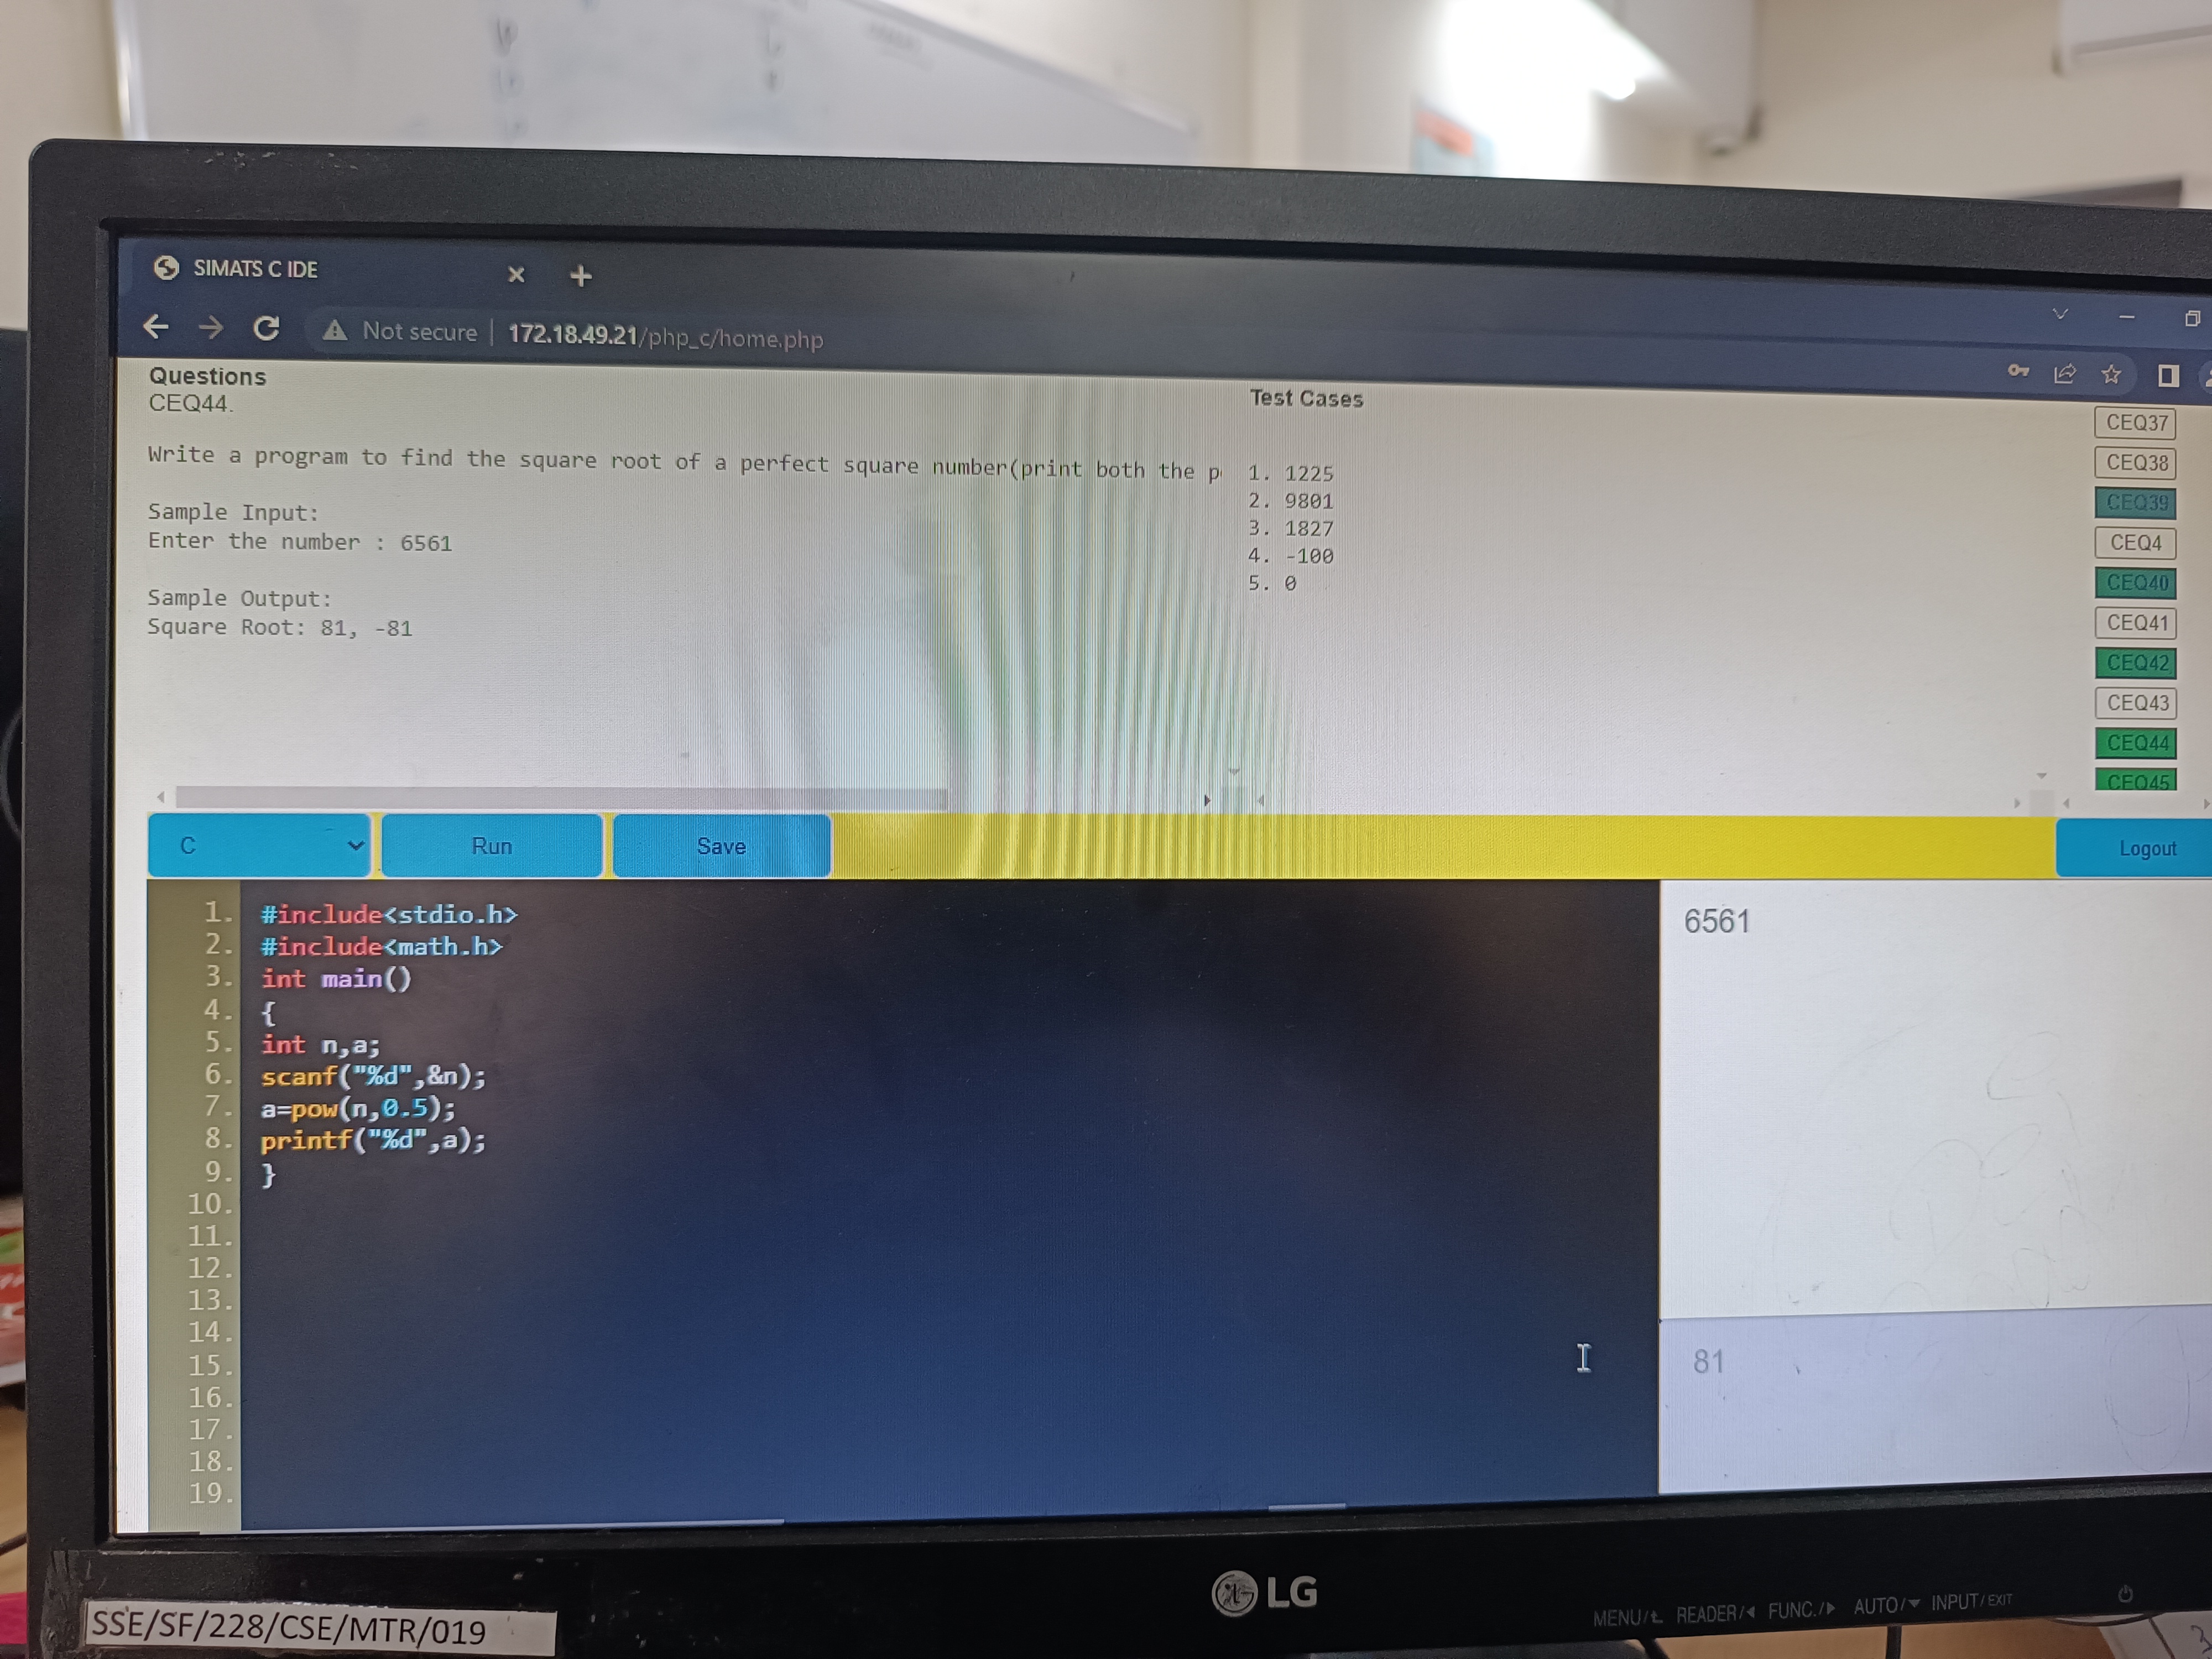 SIMATS C IDE
Not secure | 172.18.49.21/php_c/home.php
Questions
CEQ44.
Write a program to find the square root of a perfect square number(print both the p
Sample Input:
Enter the number : 6561
Sample Output:
Square Root: 81, -81
Test Cases
1. 1225
2. 9801
3. 1827
4. -100
5. 0
CEQ37
CEQ38
CEQ39
CEQ4
CEQ40
CEQ41
CEQ42
CEQ43
CEQ44
CEQ45
C
Run
Save
Logout
1. #include<stdio.h>
2. #include<math.h>
3. int main()
4. {
5. int n,a;
6. scanf("%d",&n);
7. a=pow(n,0.5);
8. printf("%d",a);
9. }
10.
11.
12.
13.
14.
15.
16.
17.
18.
19.
6561
81
LG
MENU/ READER/ FUNC./ AUTO/ INPUT/EXIT
SSE/SF/228/CSE/MTR/019